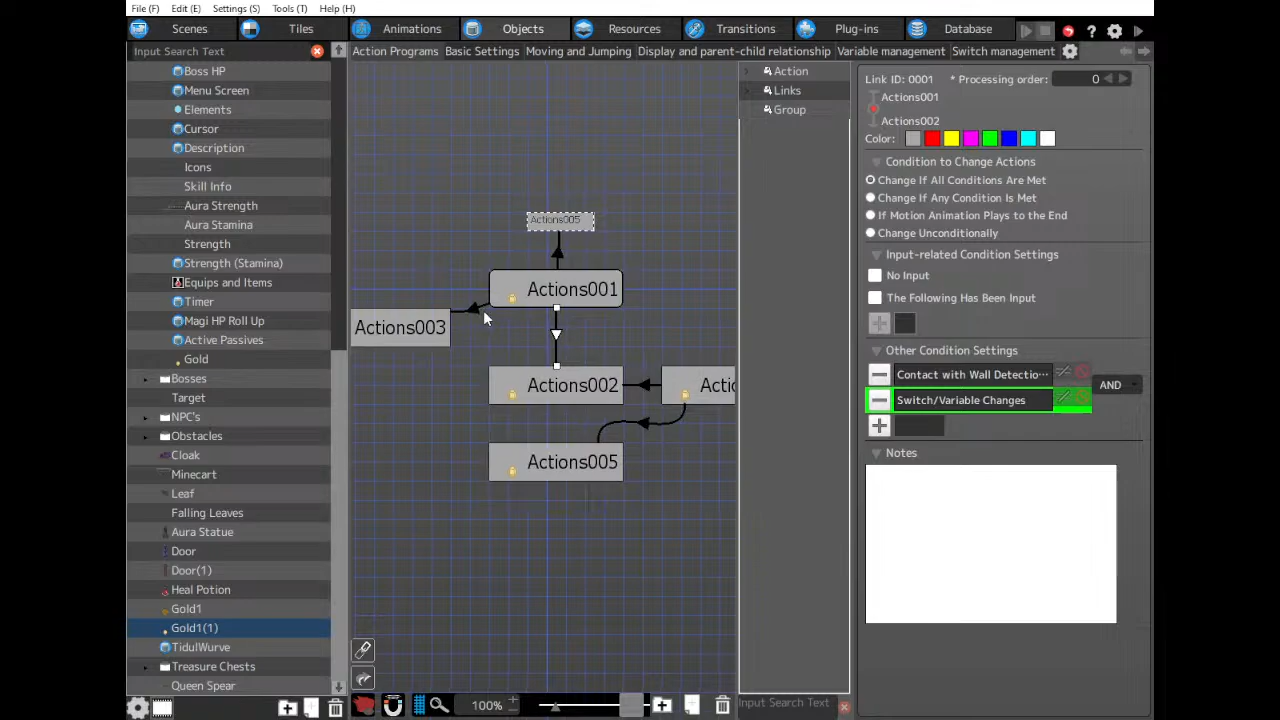 File (F) Edit (E) Settings (S) Tools (T) Help (H)
Scenes Tiles Animations Objects Resources Transitions Plug-ins Database
Input Search Text
Action Programs Basic Settings Moving and Jumping Display and parent-child relationship Variable management Switch management
Boss HP
Menu Screen
Elements
Cursor
Description
Icons
Skill Info
Aura Strength
Aura Stamina
Strength
Strength (Stamina)
Equips and Items
Timer
Magi HP Roll Up
Active Passives
Gold
Bosses
Target
NPC's
Obstacles
Cloak
Minecart
Leaf
Falling Leaves
Aura Statue
Door
Door(1)
Heal Potion
Gold1
Gold1(1)
TidulWurve
Treasure Chests
Queen Spear
Actions005
Actions001
Actions003
Actions002
Actio
Actions005
100%
Action
Links
Group
Input Search Text
Link ID: 0001 * Processing order: 0
Actions001
Actions002
Color:
Condition to Change Actions
Change If All Conditions Are Met
Change If Any Condition Is Met
If Motion Animation Plays to the End
Change Unconditionally
Input-related Condition Settings
No Input
The Following Has Been Input
Other Condition Settings
Contact with Wall Detectio···
AND
Switch/Variable Changes
Notes